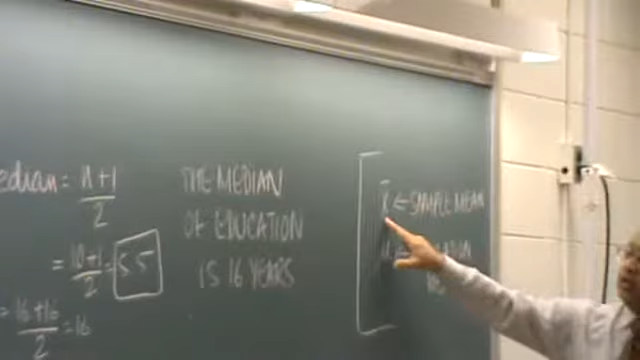 edian = n+1
2
= 10+1 = 5.5
2
= 16+16 = 16
2
THE MEDIAN
OF EDUCATION
IS 16 YEARS
x̄ ← SAMPLE MEAN